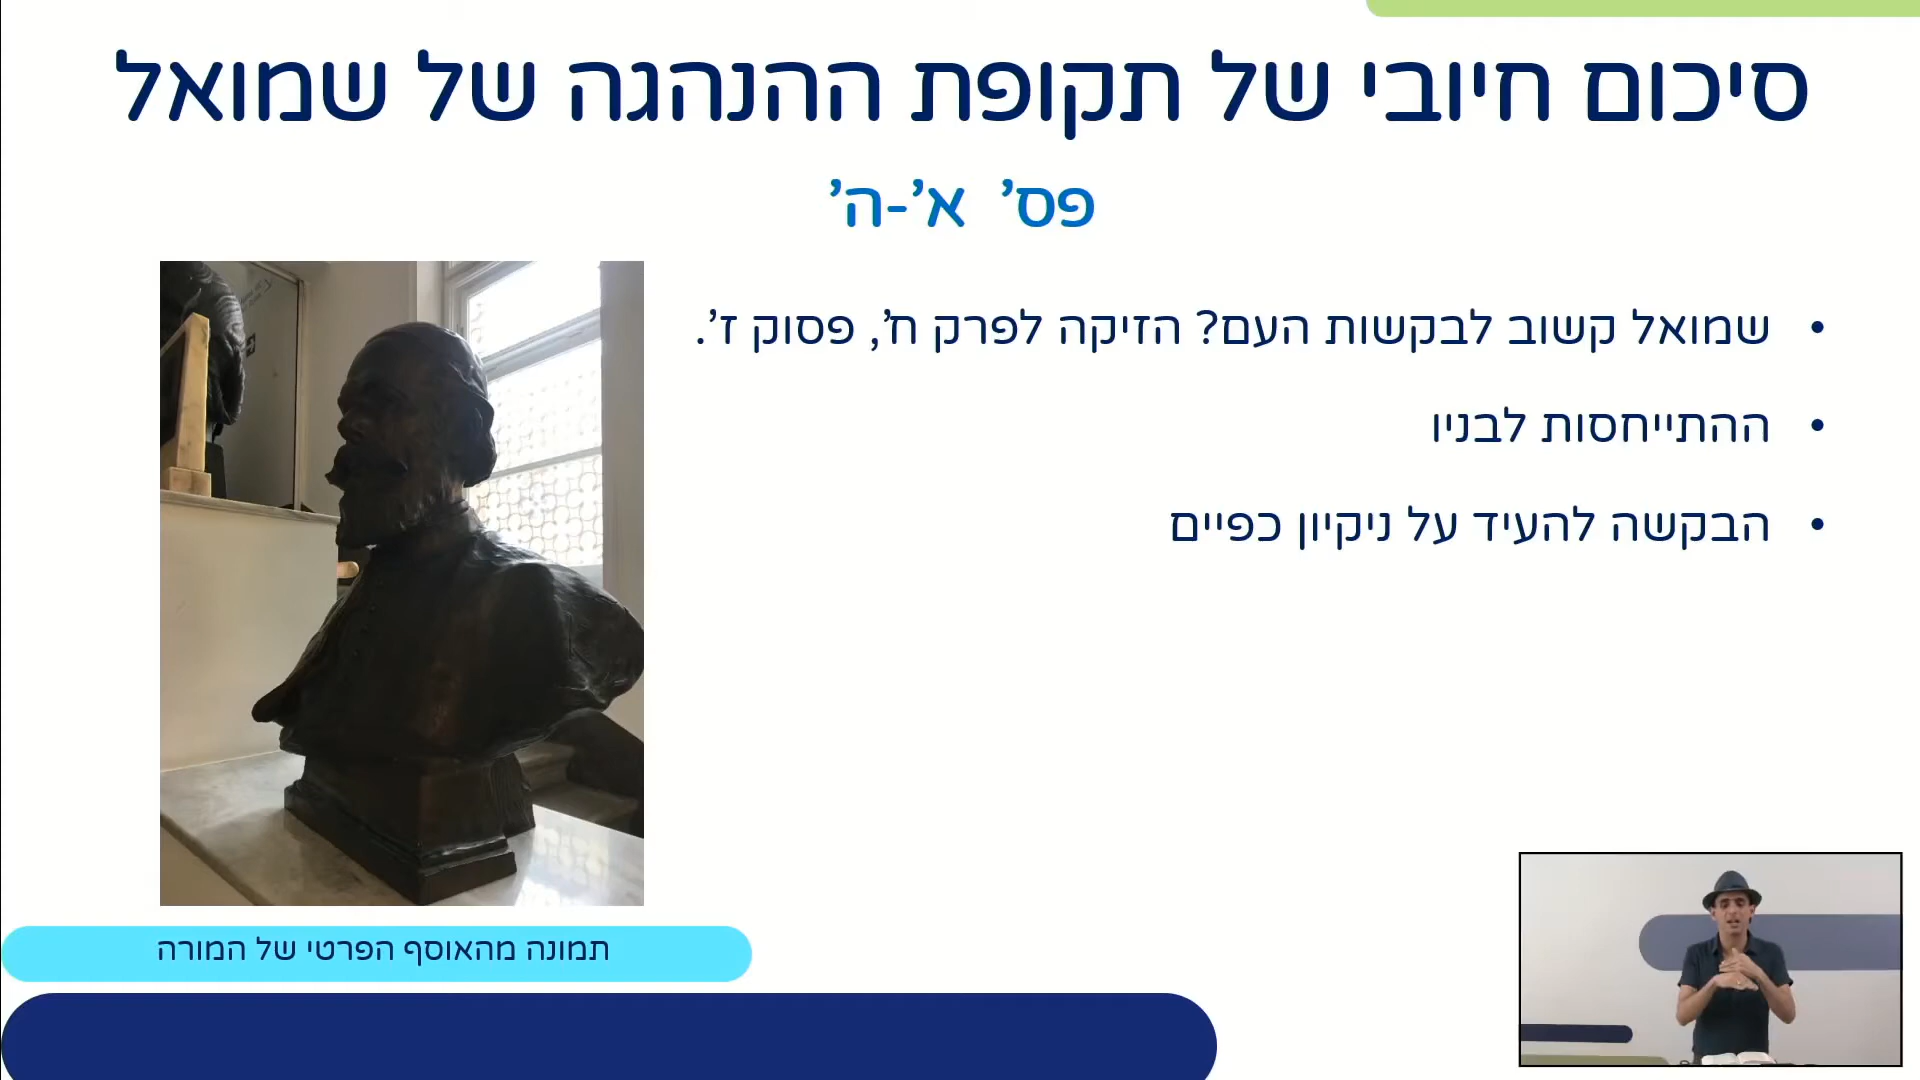 סיכום חיובי של תקופת ההנהגה של שמואל
פס' א'-ה'
• שמואל קשוב לבקשות העם? הזיקה לפרק ח', פסוק ז'.
• ההתייחסות לבניו
• הבקשה להעיד על ניקיון כפיים
תמונה מהאוסף הפרטי של המורה